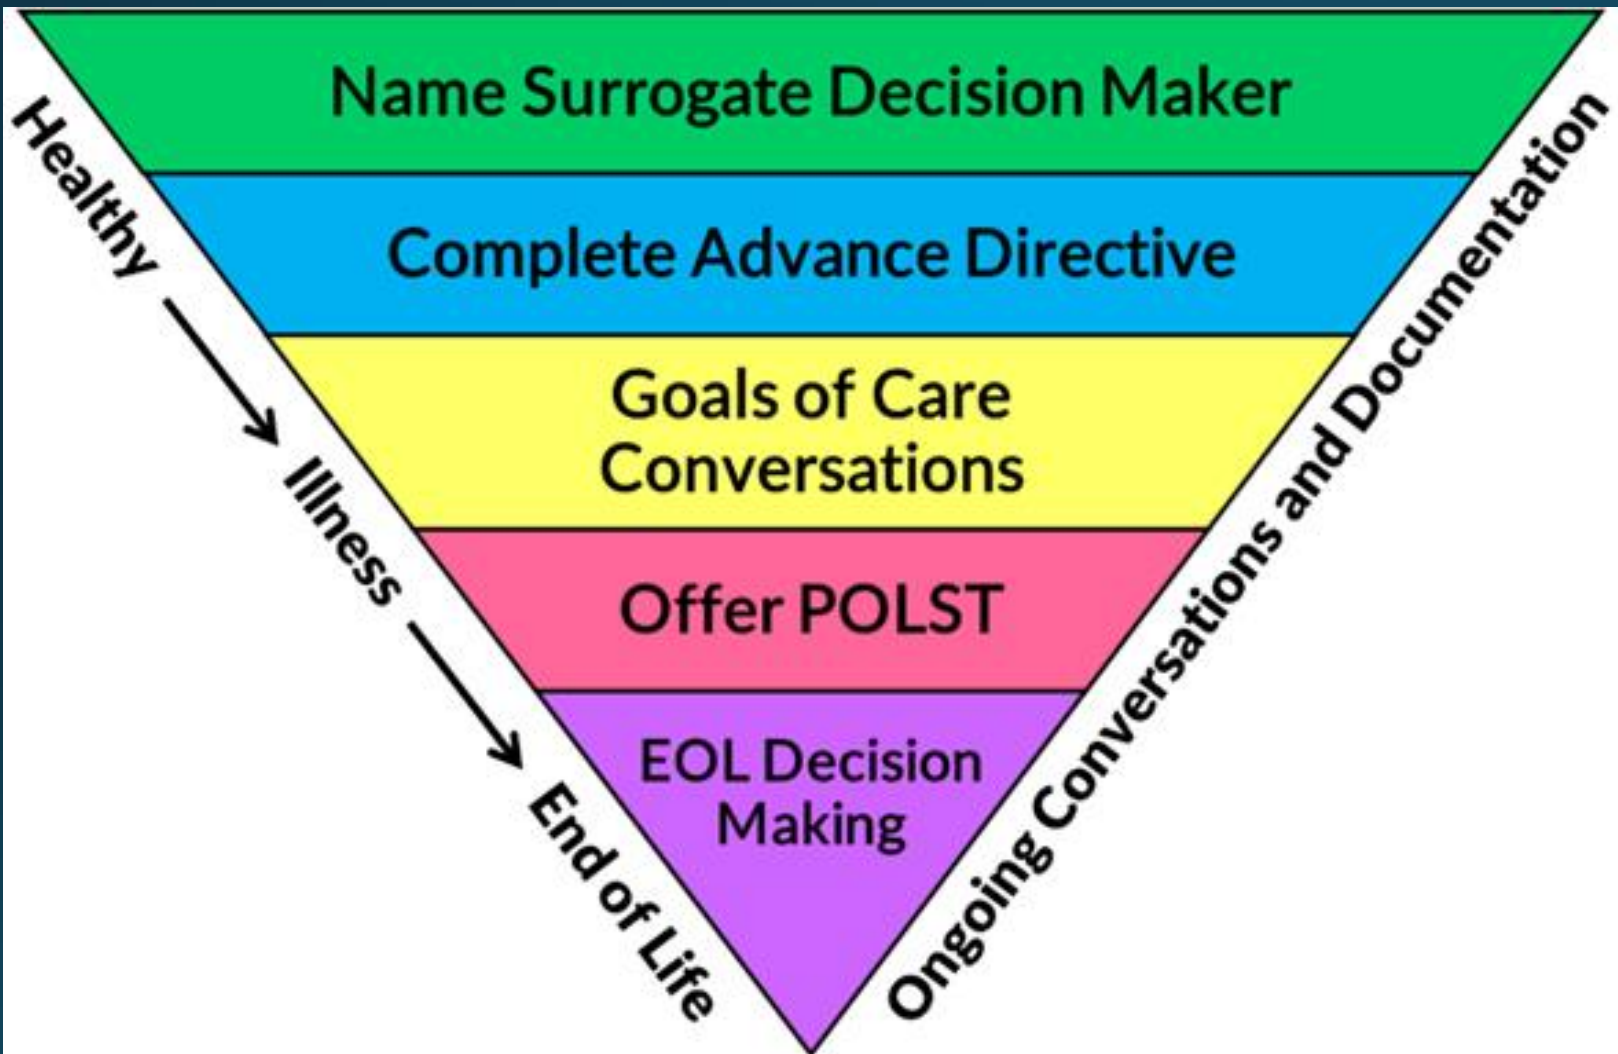 Name Surrogate Decision Maker
Complete Advance Directive
Goals of Care
Conversations
Offer POLST
EOL Decision
Making
Healthy
Illness
End of Life
Ongoing Conversations and Documentation